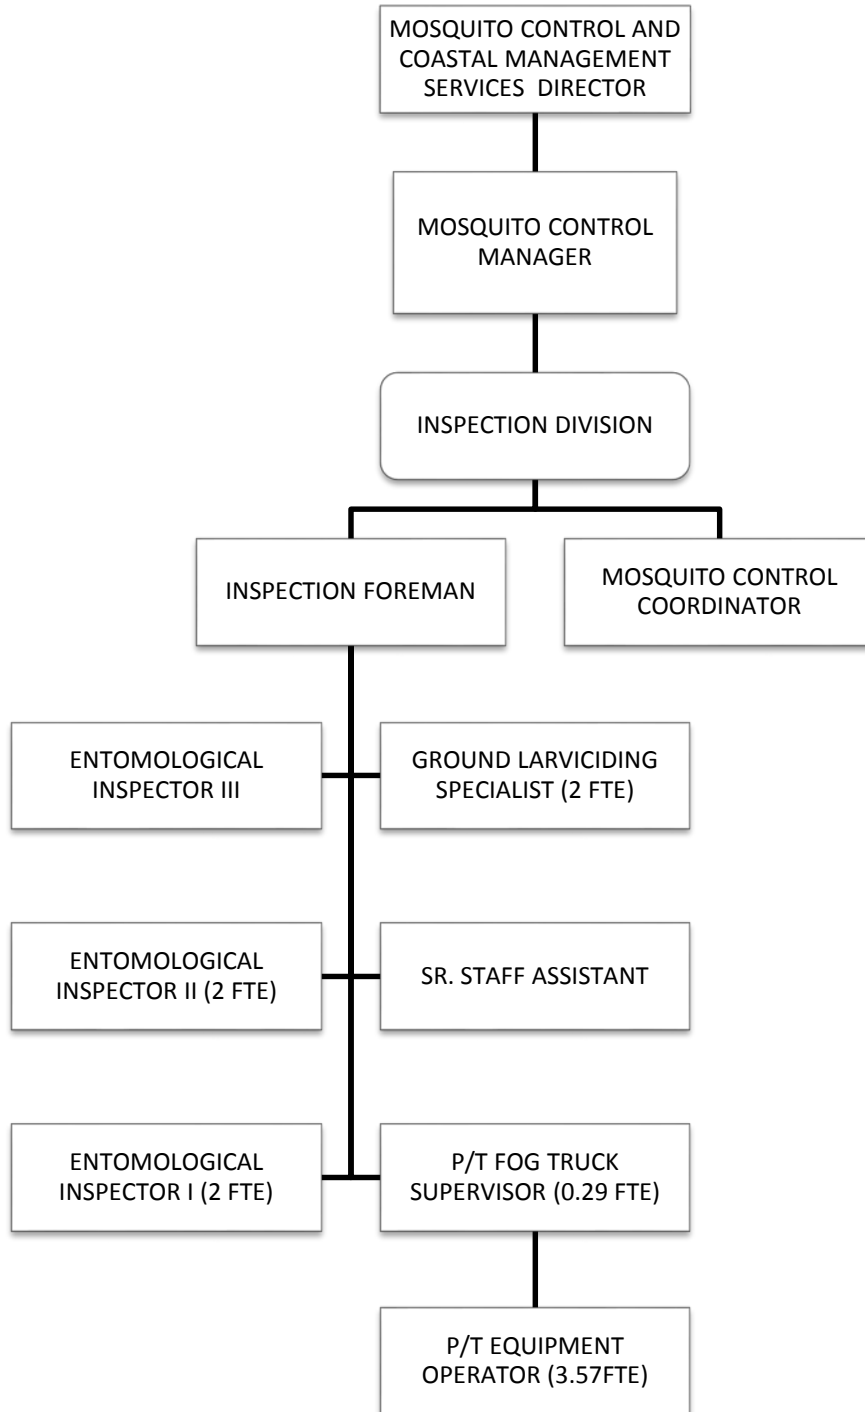 MOSQUITO CONTROL AND
COASTAL MANAGEMENT
SERVICES  DIRECTOR
MOSQUITO CONTROL
MANAGER
INSPECTION DIVISION
INSPECTION FOREMAN
MOSQUITO CONTROL
COORDINATOR
ENTOMOLOGICAL
INSPECTOR III
GROUND LARVICIDING
SPECIALIST (2 FTE)
ENTOMOLOGICAL
INSPECTOR II (2 FTE)
SR. STAFF ASSISTANT
ENTOMOLOGICAL
INSPECTOR I (2 FTE)
P/T FOG TRUCK
SUPERVISOR (0.29 FTE)
P/T EQUIPMENT
OPERATOR (3.57FTE)